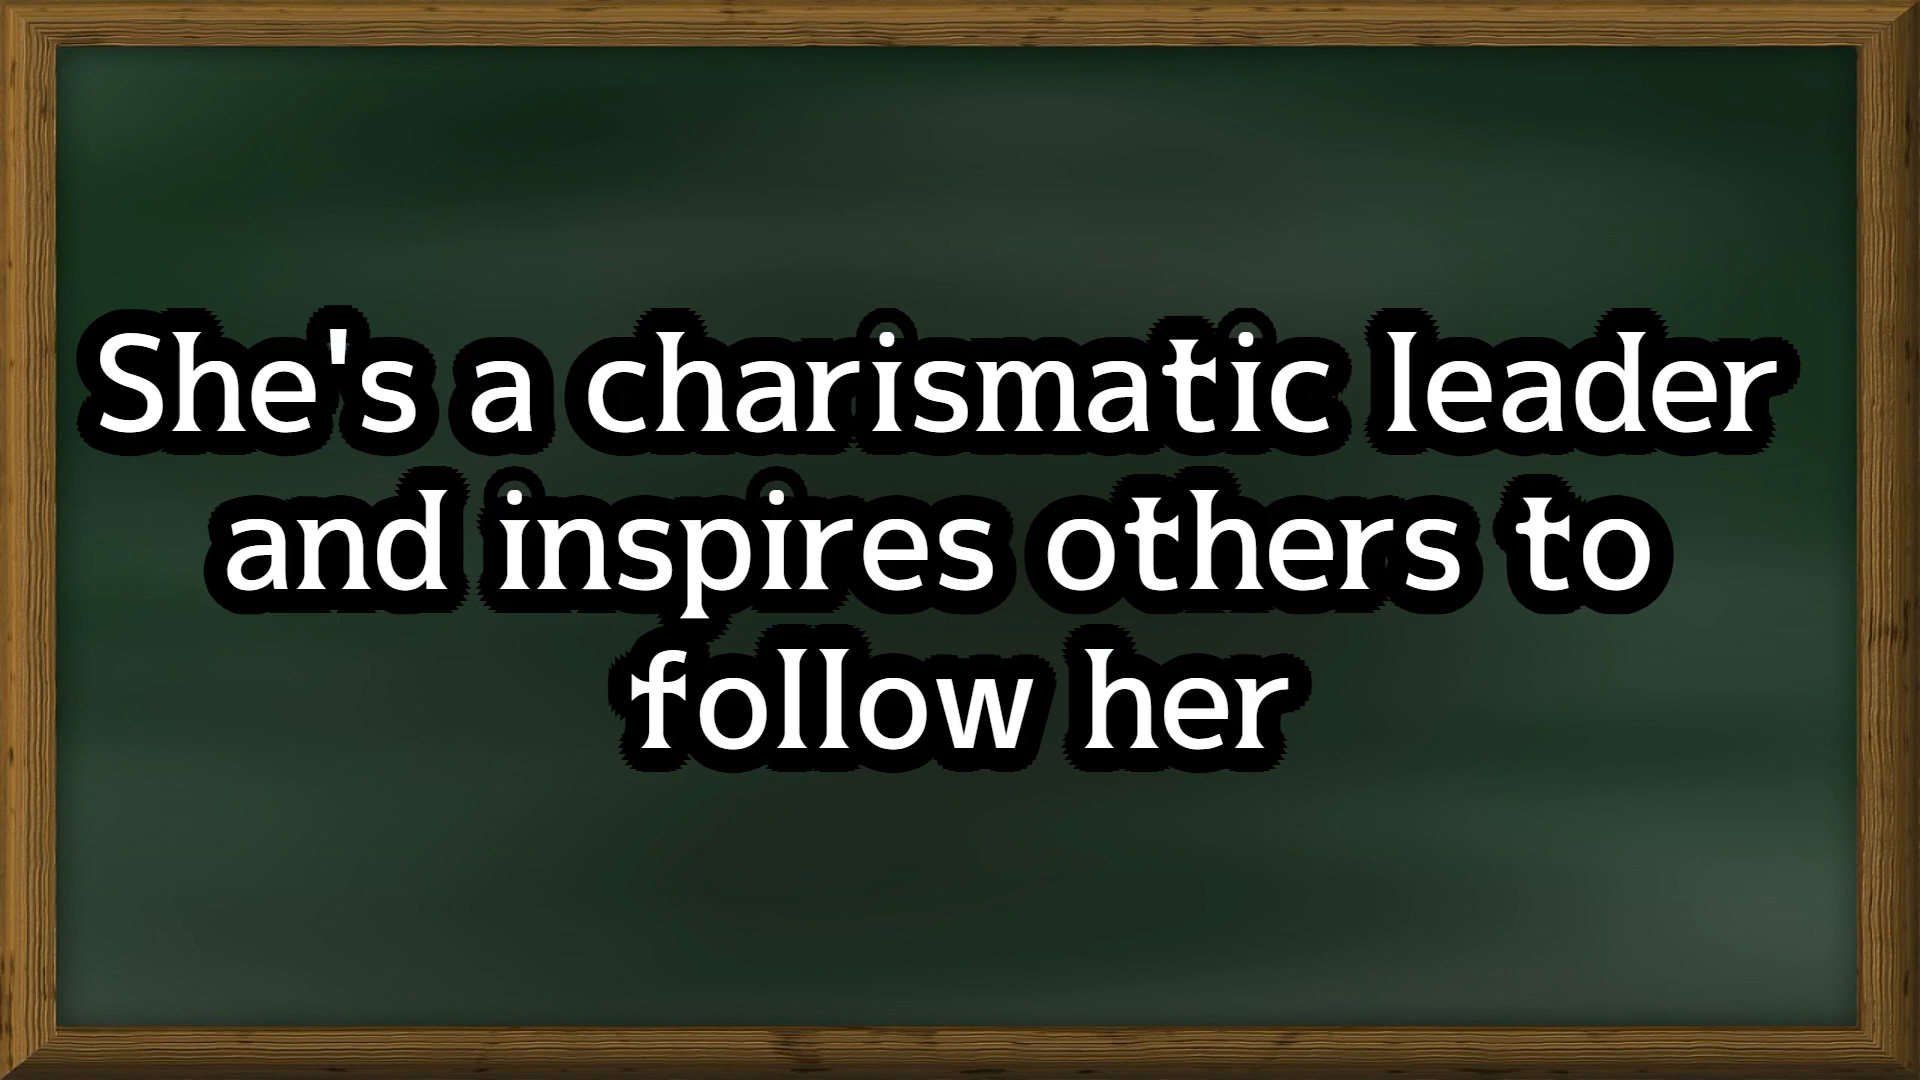 She's a charismatic leader
and inspires others to
follow her